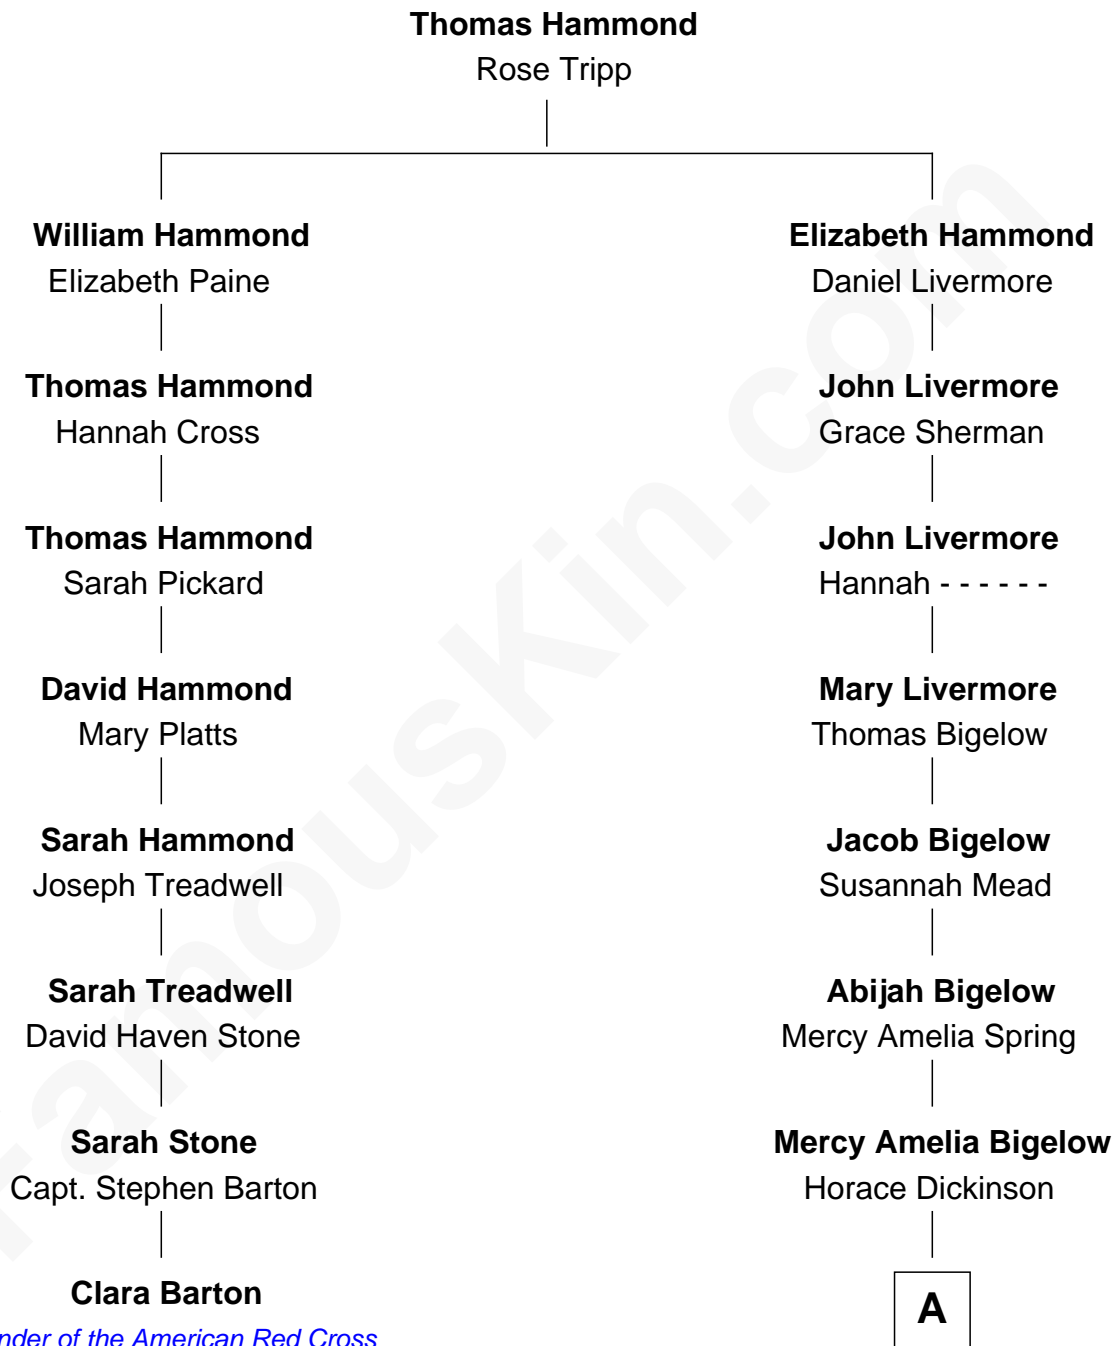 Thomas Hammond
Rose Tripp
William Hammond
Elizabeth Paine
Elizabeth Hammond
Daniel Livermore
Thomas Hammond
Hannah Cross
John Livermore
Grace Sherman
Thomas Hammond
Sarah Pickard
John Livermore
Hannah - - - - - -
David Hammond
Mary Platts
Mary Livermore
Thomas Bigelow
Sarah Hammond
Joseph Treadwell
Jacob Bigelow
Susannah Mead
Sarah Treadwell
David Haven Stone
Abijah Bigelow
Mercy Amelia Spring
Sarah Stone
Capt. Stephen Barton
Mercy Amelia Bigelow
Horace Dickinson
Clara Barton
nder of the American Red Cross
A
FamousKin.com